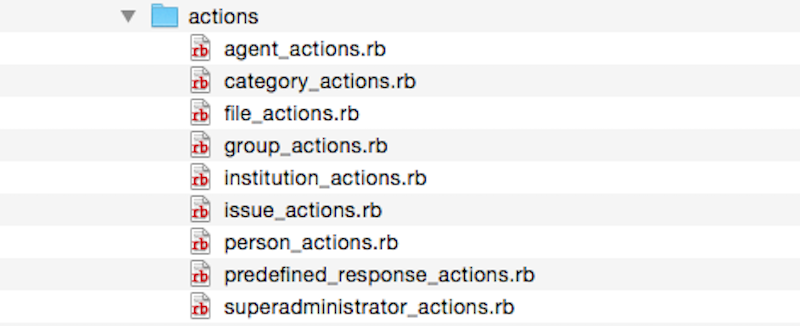 actions
rb agent_actions.rb
rb category_actions.rb
rb file_actions.rb
rb group_actions.rb
rb institution_actions.rb
rb issue_actions.rb
rb person_actions.rb
rb predefined_response_actions.rb
rb superadministrator_actions.rb